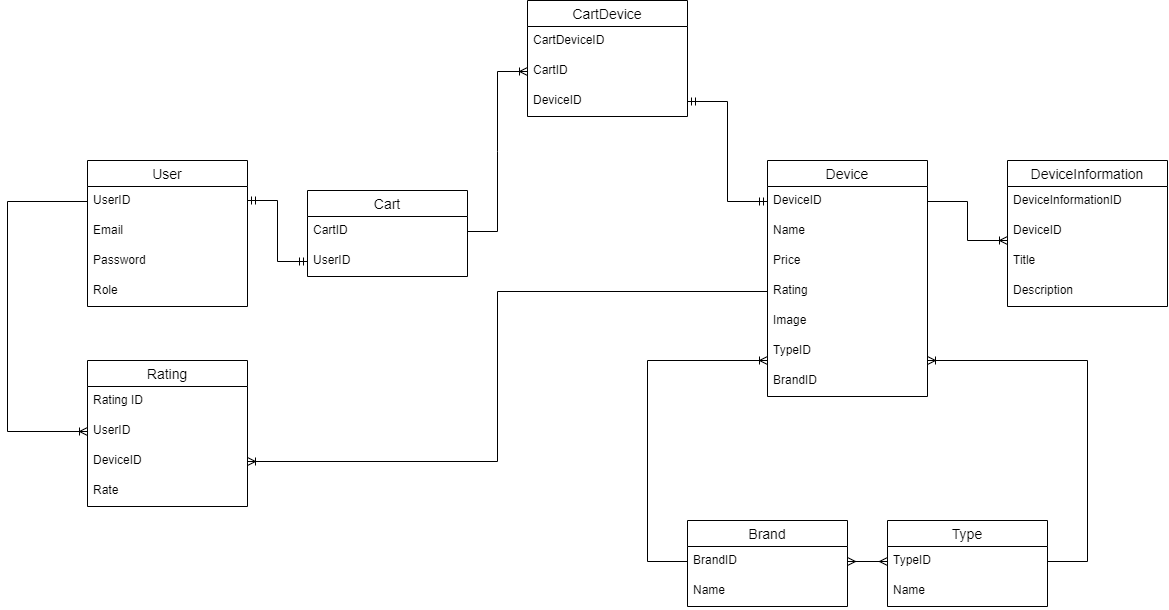 CartDevice
CartDeviceID
CartID
DeviceID
User
UserID
Email
Password
Role
Cart
CartID
UserID
Device
DeviceID
Name
Price
Rating
Image
TypeID
BrandID
DeviceInformation
DeviceInformationID
DeviceID
Title
Description
Rating
Rating ID
UserID
DeviceID
Rate
Brand
BrandID
Name
Type
TypeID
Name